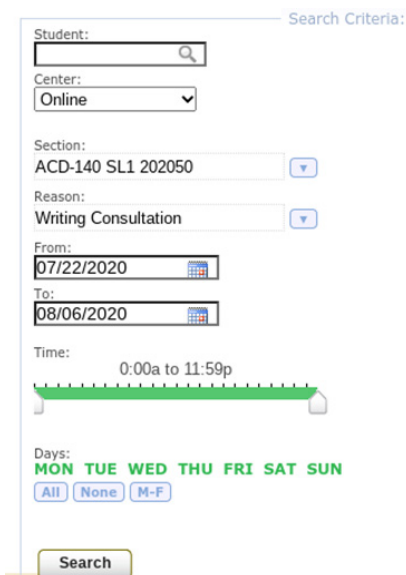 Search Criteria:
Student:
Center:
Online
Section:
ACD-140 SL1 202050
Reason:
Writing Consultation
From:
07/22/2020
To:
08/06/2020
Time:
0:00a to 11:59p
Days:
MON TUE WED THU FRI SAT SUN
All None M-F
Search